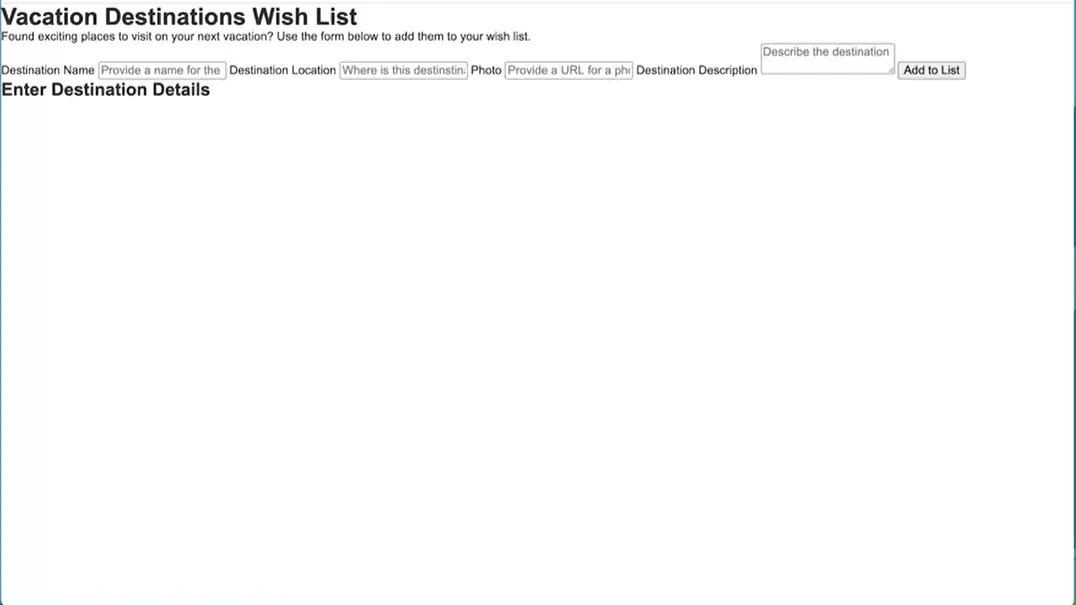 Vacation Destinations Wish List
Found exciting places to visit on your next vacation? Use the form below to add them to your wish list.
Describe the destination
Destination Name Provide a name for the Destination Location Where is this destinstin Photo Provide a URL for a ph Destination Description Add to List
Enter Destination Details